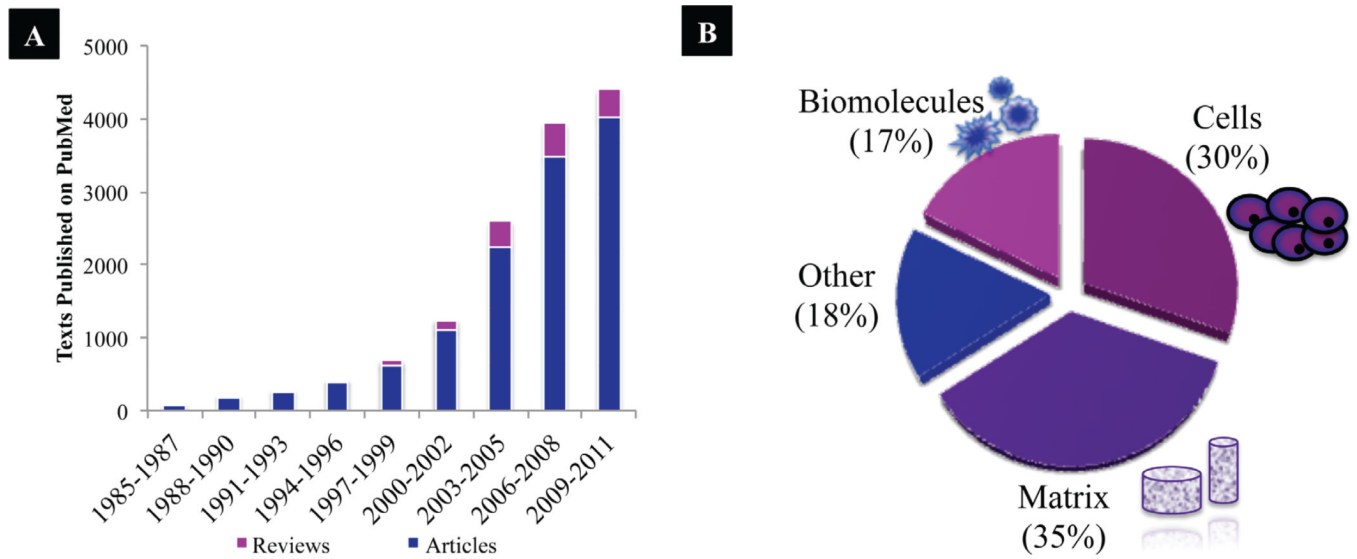 A
Texts Published on PubMed
5000
4000
3000
2000
1000
0
1985-1987
1988-1990
1991-1993
1994-1996
1997-1999
2000-2002
2003-2005
2006-2008
2009-2011
Reviews
Articles
B
Biomolecules
(17%)
Cells
(30%)
Other
(18%)
Matrix
(35%)